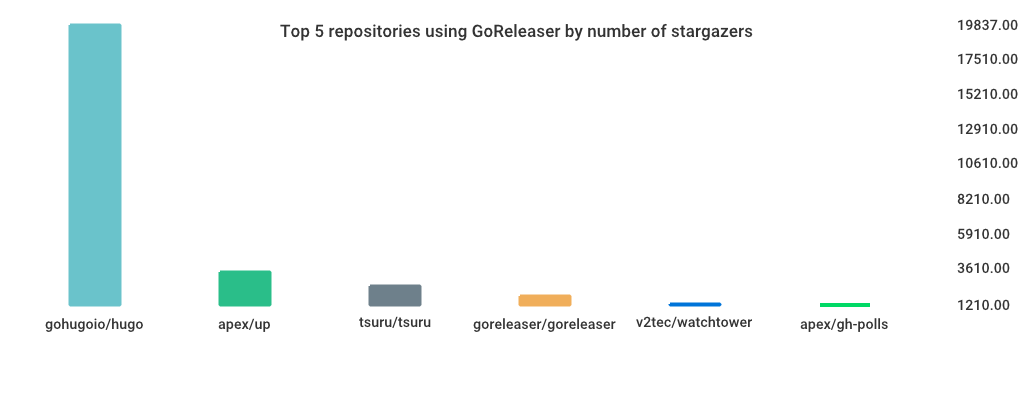 Top 5 repositories using GoReleaser by number of stargazers
19837.00
17510.00
15210.00
12910.00
10610.00
8210.00
5910.00
3610.00
1210.00
gohugoio/hugo
apex/up
tsuru/tsuru
goreleaser/goreleaser
v2tec/watchtower
apex/gh-polls